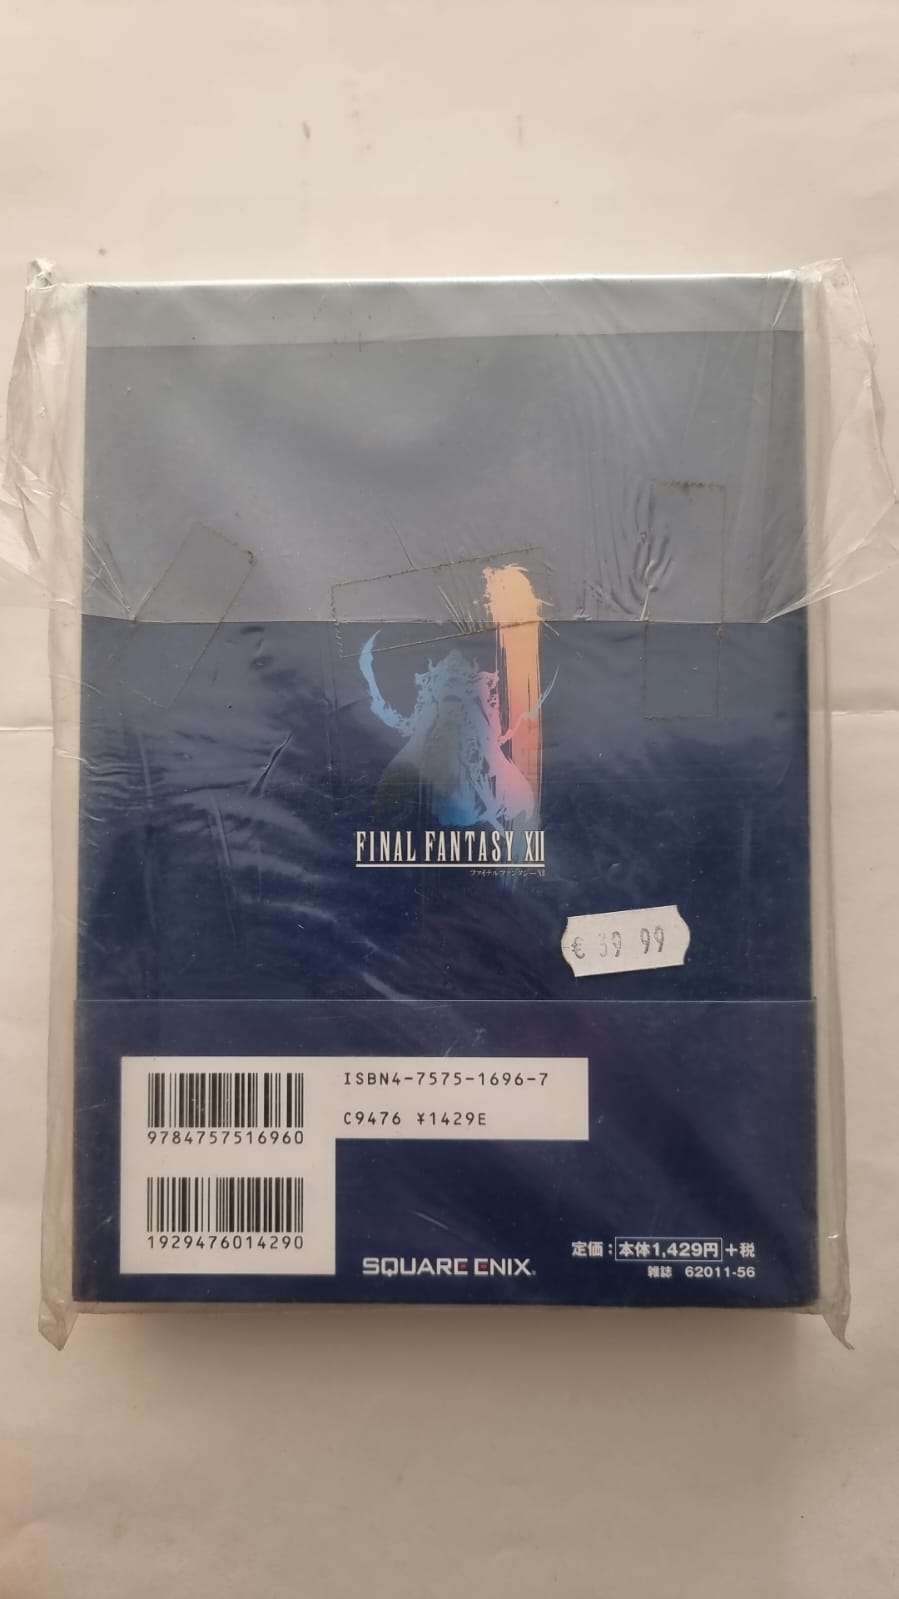 FINAL FANTASY XII
ファイナルファンタジーXII
€ 39 99
ISBN4-7575-1696-7
C9476 ¥1429E
9784757516960
1929476014290
SQUARE ENIX®
定価：本体1,429円＋税
雑誌 62011-56